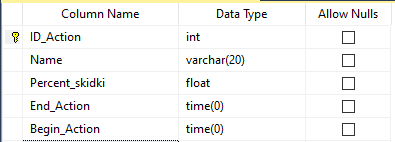 Column Name Data Type Allow Nulls
ID_Action int
Name varchar(20)
Percent_skidki float
End_Action time(0)
Begin_Action time(0)